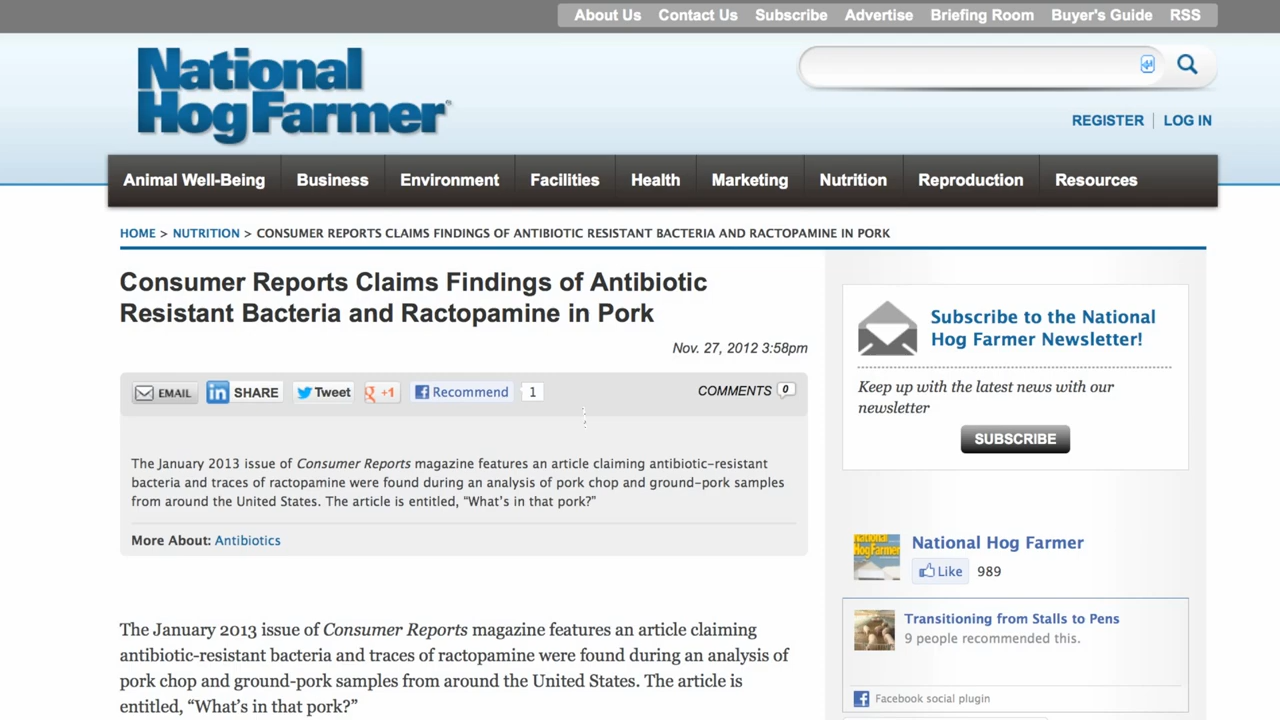 About Us Contact Us Subscribe Advertise Briefing Room Buyer's Guide RSS
National
Hog Farmer
REGISTER LOG IN
Animal Well-Being Business Environment Facilities Health Marketing Nutrition Reproduction Resources
HOME > NUTRITION > CONSUMER REPORTS CLAIMS FINDINGS OF ANTIBIOTIC RESISTANT BACTERIA AND RACTOPAMINE IN PORK
Consumer Reports Claims Findings of Antibiotic
Resistant Bacteria and Ractopamine in Pork
Nov. 27, 2012 3:58pm
EMAIL in SHARE Tweet g +1 f Recommend 1 COMMENTS 0
The January 2013 issue of Consumer Reports magazine features an article claiming antibiotic-resistant
bacteria and traces of ractopamine were found during an analysis of pork chop and ground-pork samples
from around the United States. The article is entitled, “What’s in that pork?”
More About: Antibiotics
The January 2013 issue of Consumer Reports magazine features an article claiming
antibiotic-resistant bacteria and traces of ractopamine were found during an analysis of
pork chop and ground-pork samples from around the United States. The article is
entitled, “What’s in that pork?”
Subscribe to the National
Hog Farmer Newsletter!
Keep up with the latest news with our
newsletter
SUBSCRIBE
National Hog Farmer
National Hog Farmer
Like 989
Transitioning from Stalls to Pens
9 people recommended this.
f Facebook social plugin